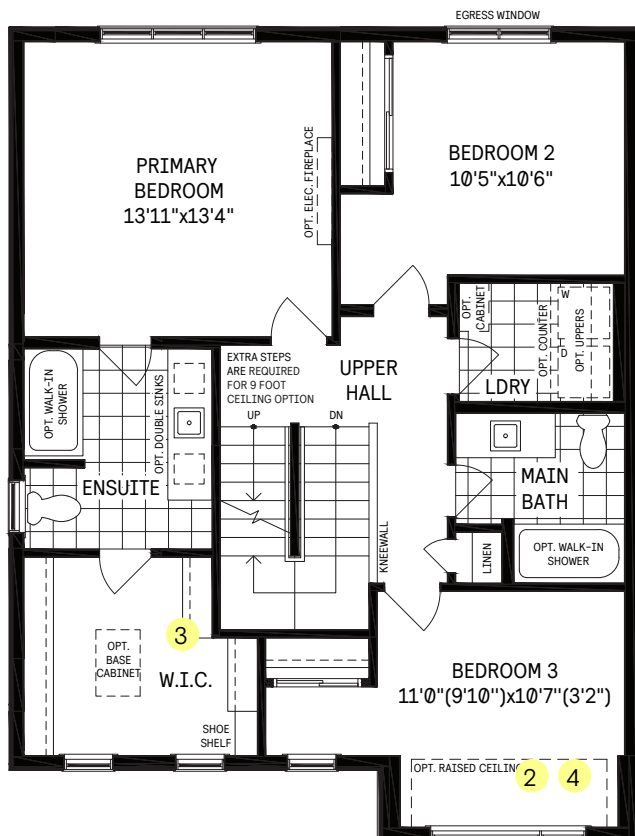 EGRESS WINDOW
PRIMARY
BEDROOM
13'11"x13'4"
OPT. ELEC. FIREPLACE
BEDROOM 2
10'5"x10'6"
OPT.
CABINET
W
D
OPT. COUNTER
OPT. UPPERS
LDRY
EXTRA STEPS
ARE REQUIRED
FOR 9 FOOT
CEILING OPTION
UPPER
HALL
UP
DN
OPT. WALK-IN
SHOWER
OPT. DOUBLE SINKS
ENSUITE
MAIN
BATH
KNEEWALL
LINEN
OPT. WALK-IN
SHOWER
3
OPT.
BASE
CABINET
W.I.C.
SHOE
SHELF
BEDROOM 3
11'0"(9'10")x10'7"(3'2")
OPT. RAISED CEILING
2
4